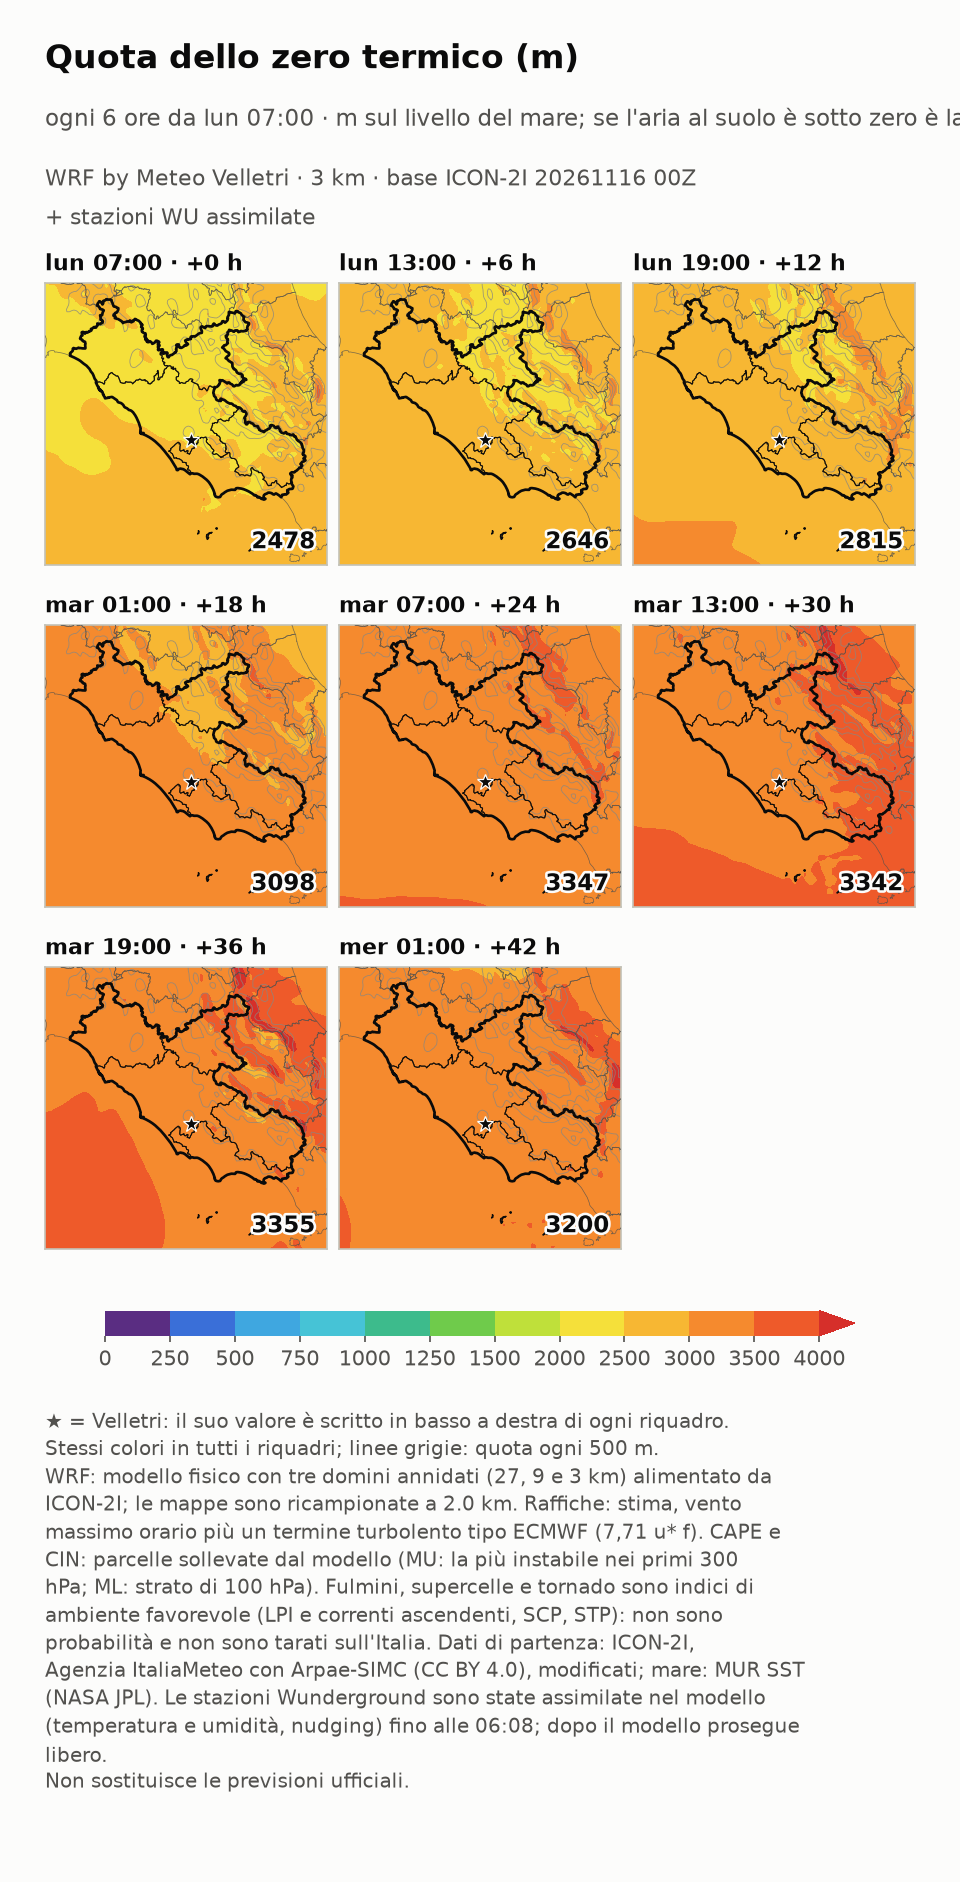 Quota dello zero termico (m)
ogni 6 ore da lun 07:00 · m sul livello del mare; se l'aria al suolo è sotto zero è la
WRF by Meteo Velletri · 3 km · base ICON-2I 20261116 00Z
+ stazioni WU assimilate
lun 07:00 · +0 h
lun 13:00 · +6 h
lun 19:00 · +12 h
2478
2646
2815
mar 01:00 · +18 h
mar 07:00 · +24 h
mar 13:00 · +30 h
3098
3347
3342
mar 19:00 · +36 h
mer 01:00 · +42 h
3355
3200
0 250 500 750 1000 1250 1500 2000 2500 3000 3500 4000
★ = Velletri: il suo valore è scritto in basso a destra di ogni riquadro.
Stessi colori in tutti i riquadri; linee grigie: quota ogni 500 m.
WRF: modello fisico con tre domini annidati (27, 9 e 3 km) alimentato da
ICON-2I; le mappe sono ricampionate a 2.0 km. Raffiche: stima, vento
massimo orario più un termine turbolento tipo ECMWF (7,71 u* f). CAPE e
CIN: parcelle sollevate dal modello (MU: la più instabile nei primi 300
hPa; ML: strato di 100 hPa). Fulmini, supercelle e tornado sono indici di
ambiente favorevole (LPI e correnti ascendenti, SCP, STP): non sono
probabilità e non sono tarati sull'Italia. Dati di partenza: ICON-2I,
Agenzia ItaliaMeteo con Arpae-SIMC (CC BY 4.0), modificati; mare: MUR SST
(NASA JPL). Le stazioni Wunderground sono state assimilate nel modello
(temperatura e umidità, nudging) fino alle 06:08; dopo il modello prosegue
libero.
Non sostituisce le previsioni ufficiali.